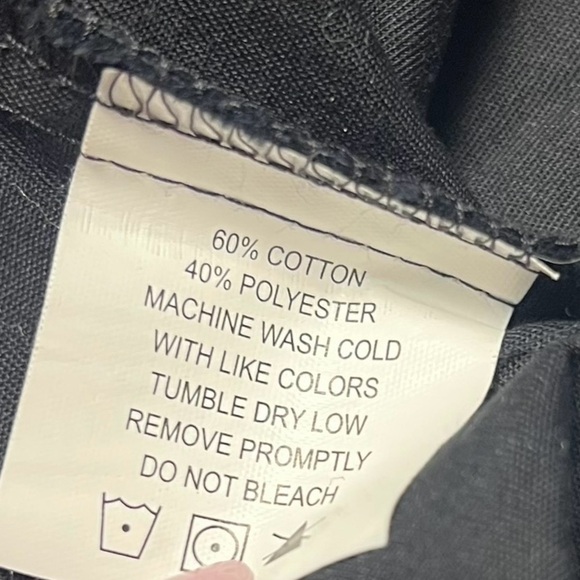 60% COTTON
40% POLYESTER
MACHINE WASH COLD
WITH LIKE COLORS
TUMBLE DRY LOW
REMOVE PROMPTLY
DO NOT BLEACH